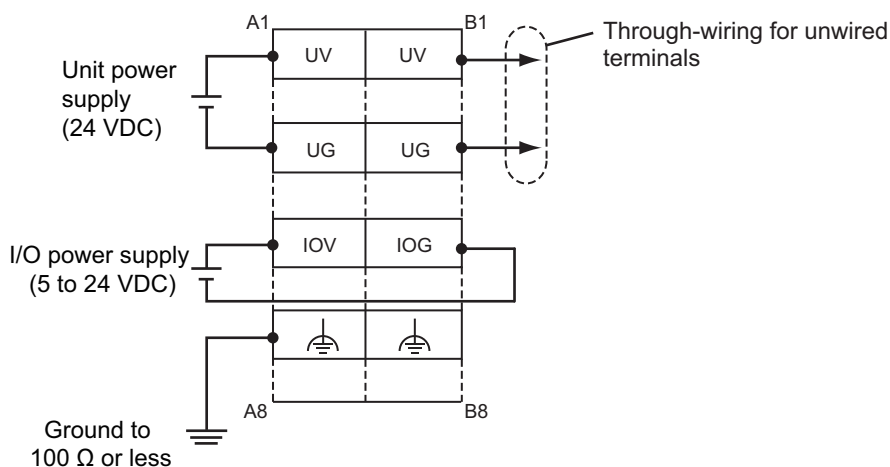 A1
B1
Through-wiring for unwired
terminals
UV
UV
Unit power
supply
(24 VDC)
UG
UG
I/O power supply
(5 to 24 VDC)
IOV
IOG
A8
B8
Ground to
100 Ω or less